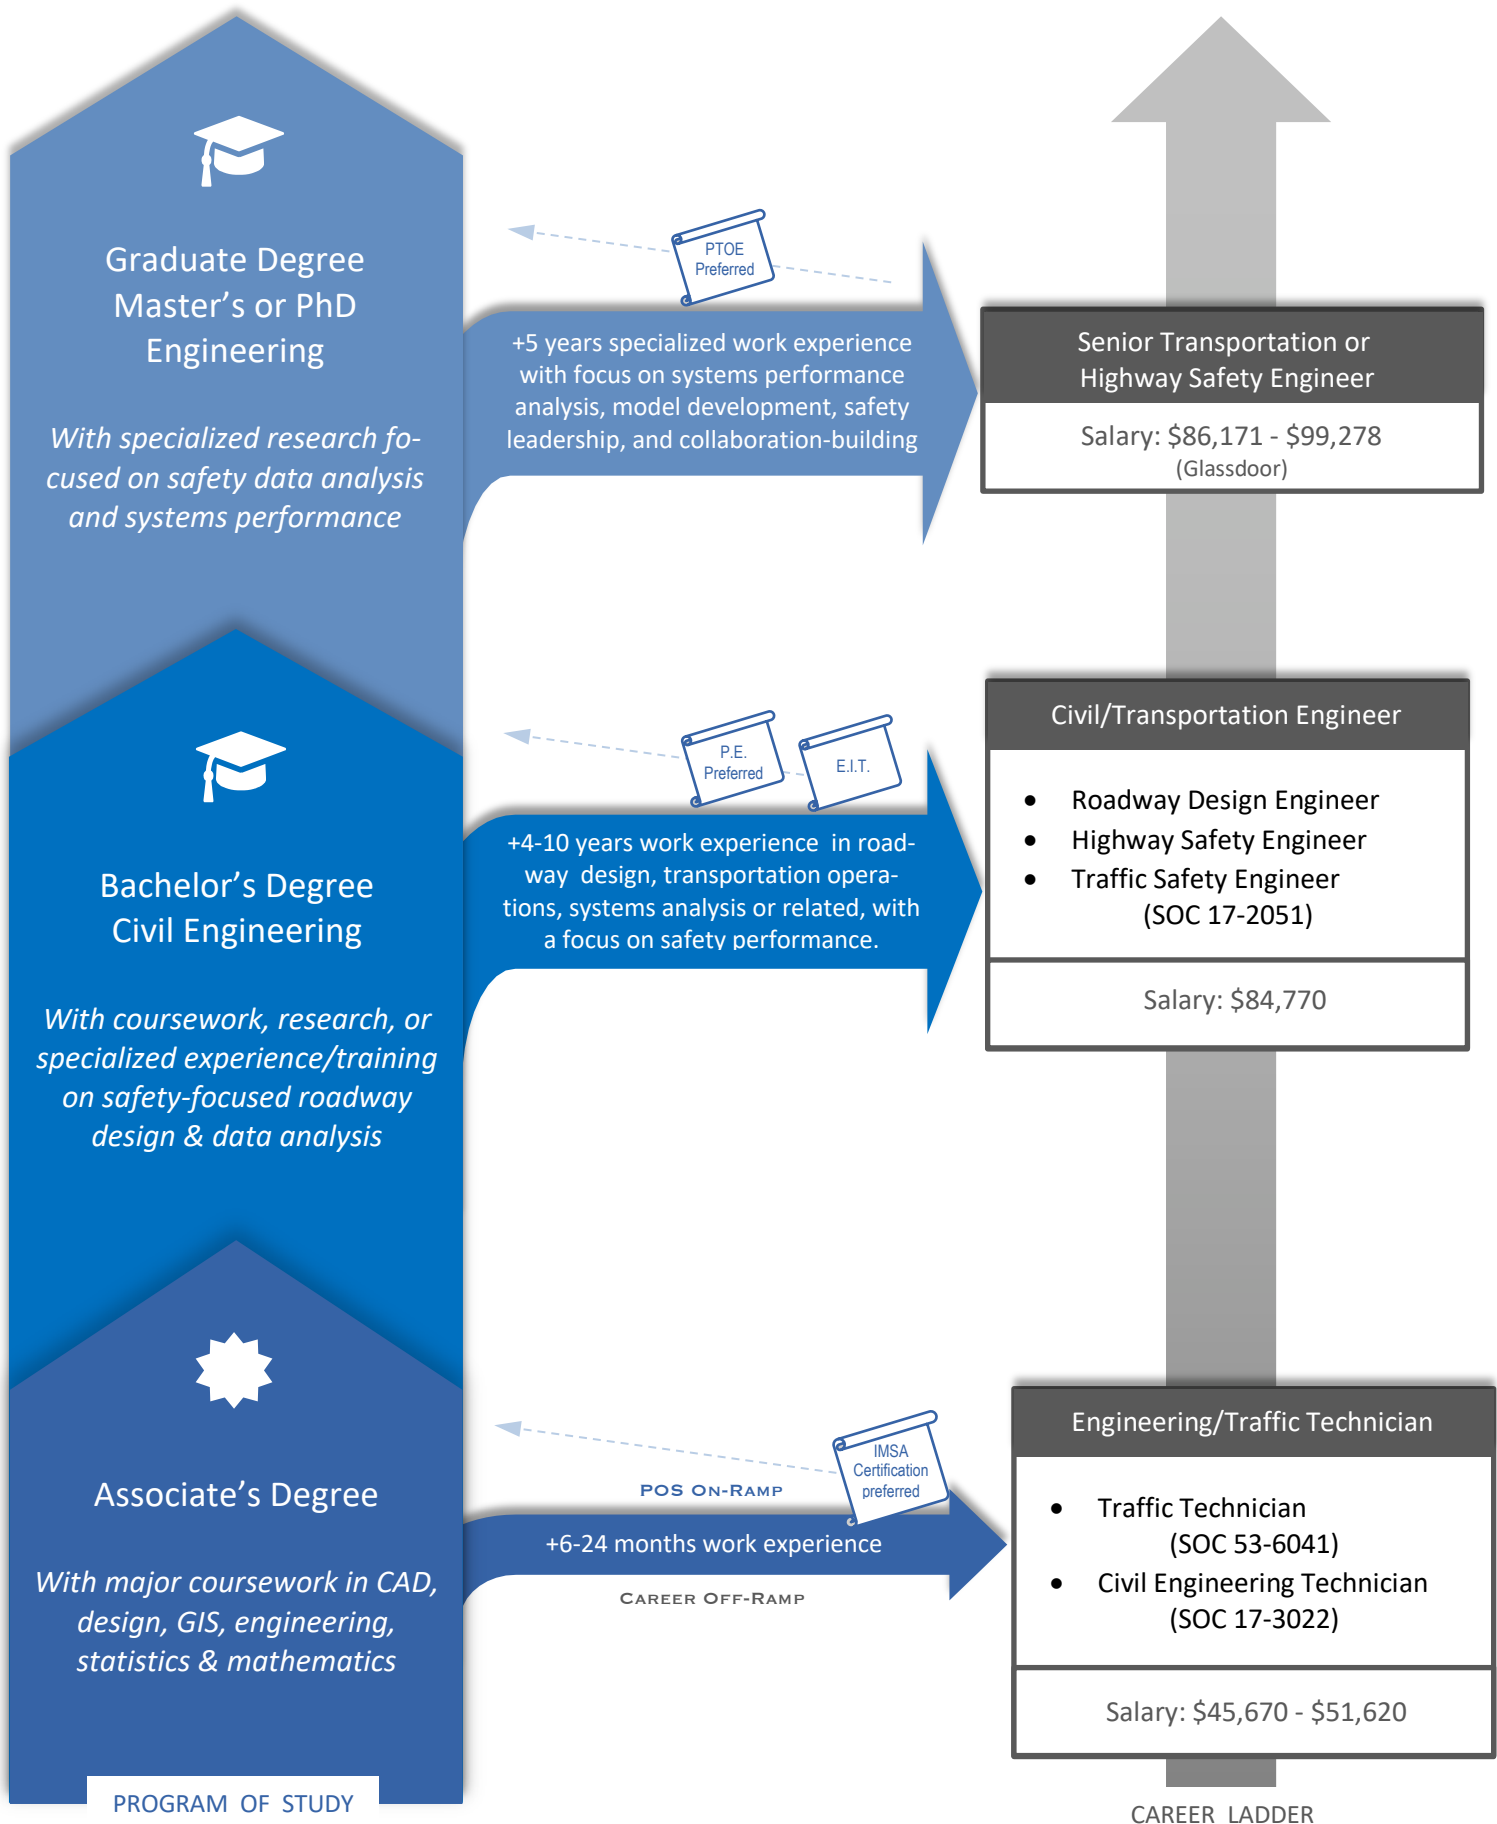 Graduate Degree
Master's or PhD
Engineering
With specialized research fo-
cused on safety data analysis
and systems performance
PTOE
Preferred
+5 years specialized work experience
with focus on systems performance
analysis, model development, safety
leadership, and collaboration-building
Senior Transportation or
Highway Safety Engineer
Salary: $86,171 - $99,278
(Glassdoor)
Bachelor's Degree
Civil Engineering
With coursework, research, or
specialized experience/training
on safety-focused roadway
design & data analysis
P.E.
Preferred
E.I.T.
+4-10 years work experience in road-
way design, transportation opera-
tions, systems analysis or related, with
a focus on safety performance.
Civil/Transportation Engineer
• Roadway Design Engineer
• Highway Safety Engineer
• Traffic Safety Engineer
(SOC 17-2051)
Salary: $84,770
Associate's Degree
With major coursework in CAD,
design, GIS, engineering,
statistics & mathematics
IMSA
Certification
preferred
POS On-Ramp
+6-24 months work experience
Career Off-Ramp
Engineering/Traffic Technician
• Traffic Technician
(SOC 53-6041)
• Civil Engineering Technician
(SOC 17-3022)
Salary: $45,670 - $51,620
PROGRAM OF STUDY
CAREER LADDER